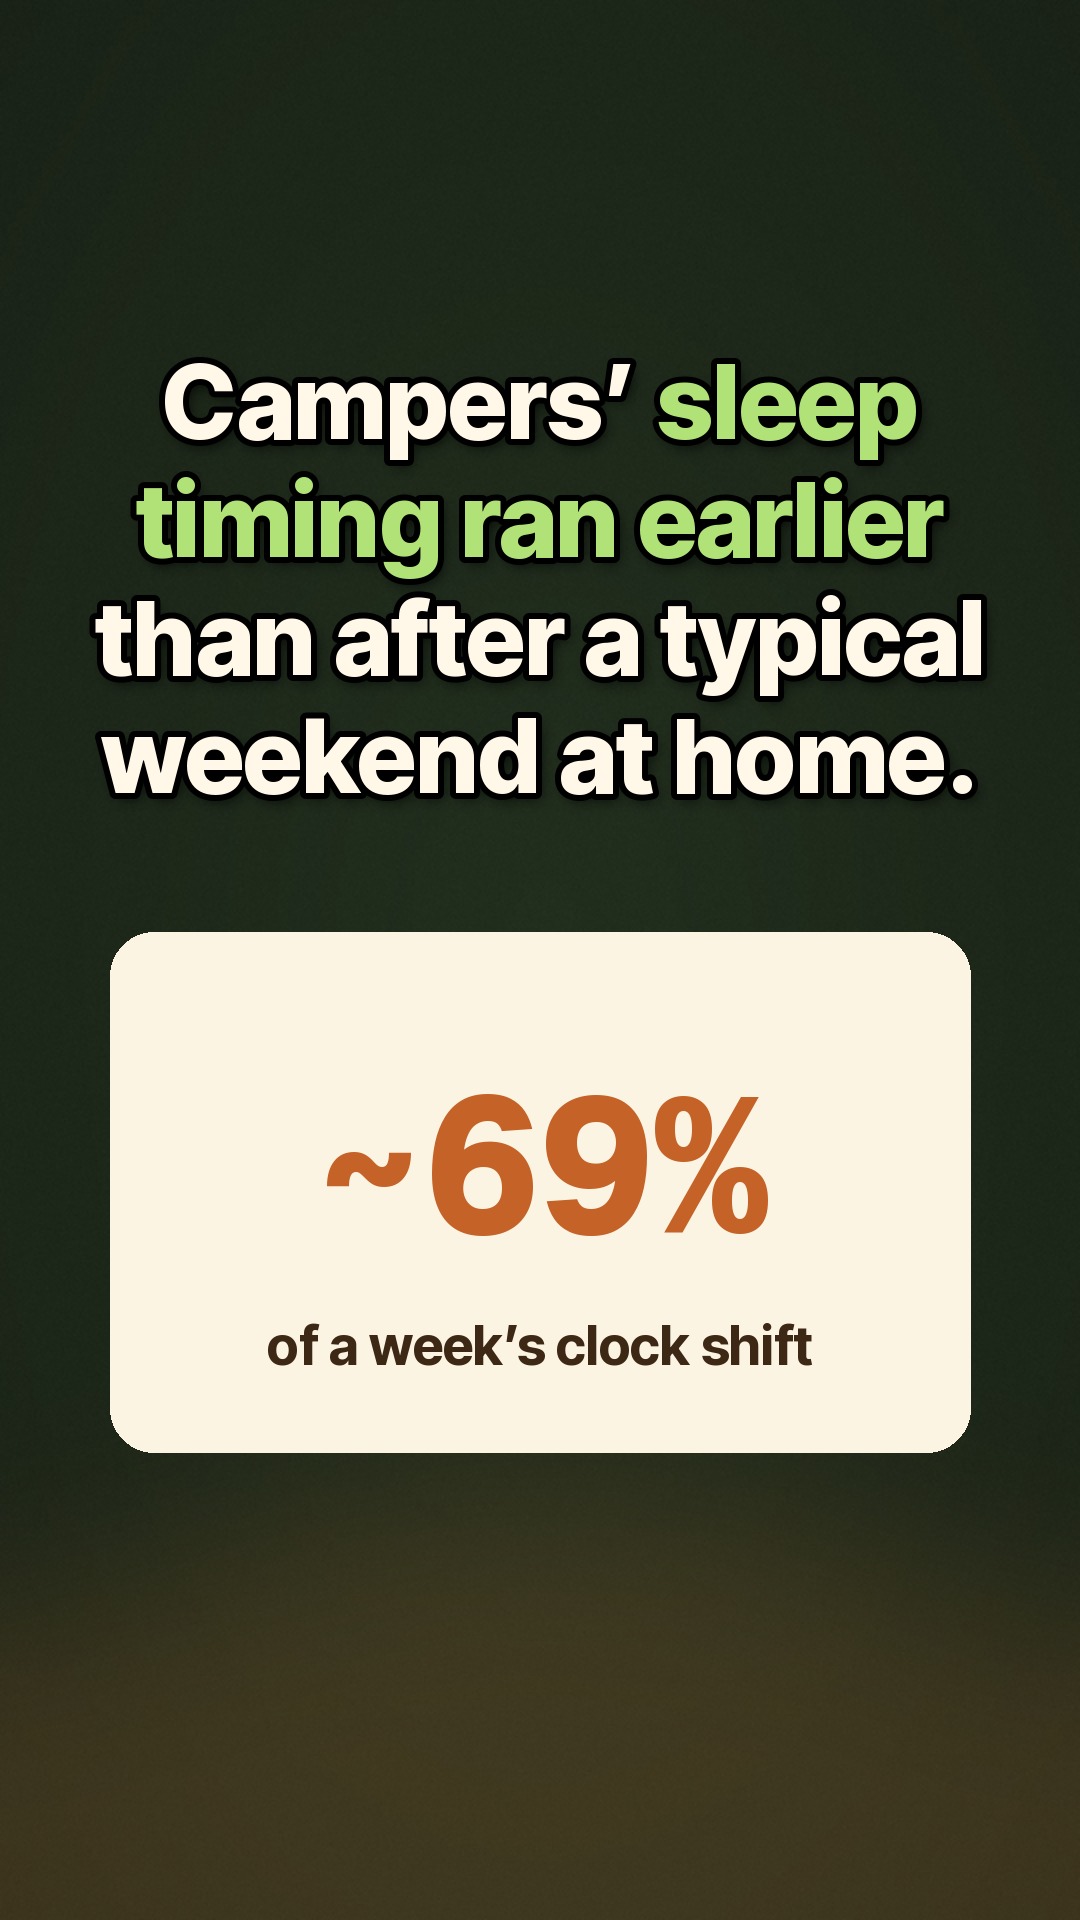 Campers’ sleep
timing ran earlier
than after a typical
weekend at home.
~69%
of a week’s clock shift